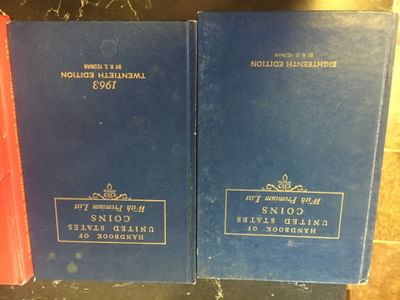 HANDBOOK OF
UNITED STATES
COINS
With Premium List
1963
TWENTIETH EDITION
BY R. S. YEOMAN
HANDBOOK OF
UNITED STATES
COINS
With Premium List
EIGHTEENTH EDITION
BY R. S. YEOMAN